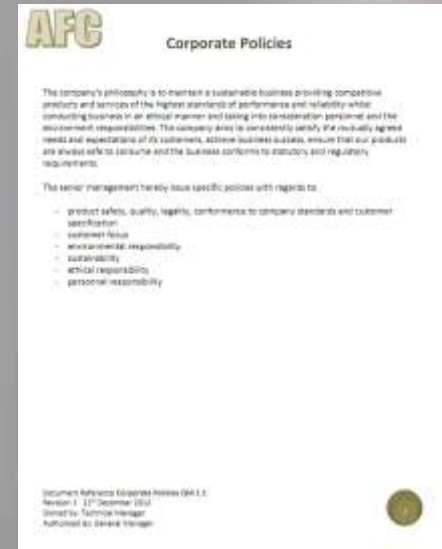 AFC
Corporate Policies
The company's philosophy is to maintain a sustainable business providing competitive
products and services of the highest standards of performance and reliability whilst
conducting business in an ethical manner and taking into consideration personnel and the
environment responsibilities. The company aims to consistently satisfy the mutually agreed
needs and expectations of its customers, achieve business success, ensure that our products
are always safe to consume and the business conforms to statutory and regulatory
requirements.
The senior management hereby issue specific policies with regards to:
- product safety, quality, legality, conformance to company standards and customer
specification
- customer focus
- environmental responsibility
- sustainability
- ethical responsibility
- personnel responsibility
Document Reference Corporate Policies QM 1.1
Revision 1 December 2012
Owned by: Technical Manager
Authorised by: General Manager